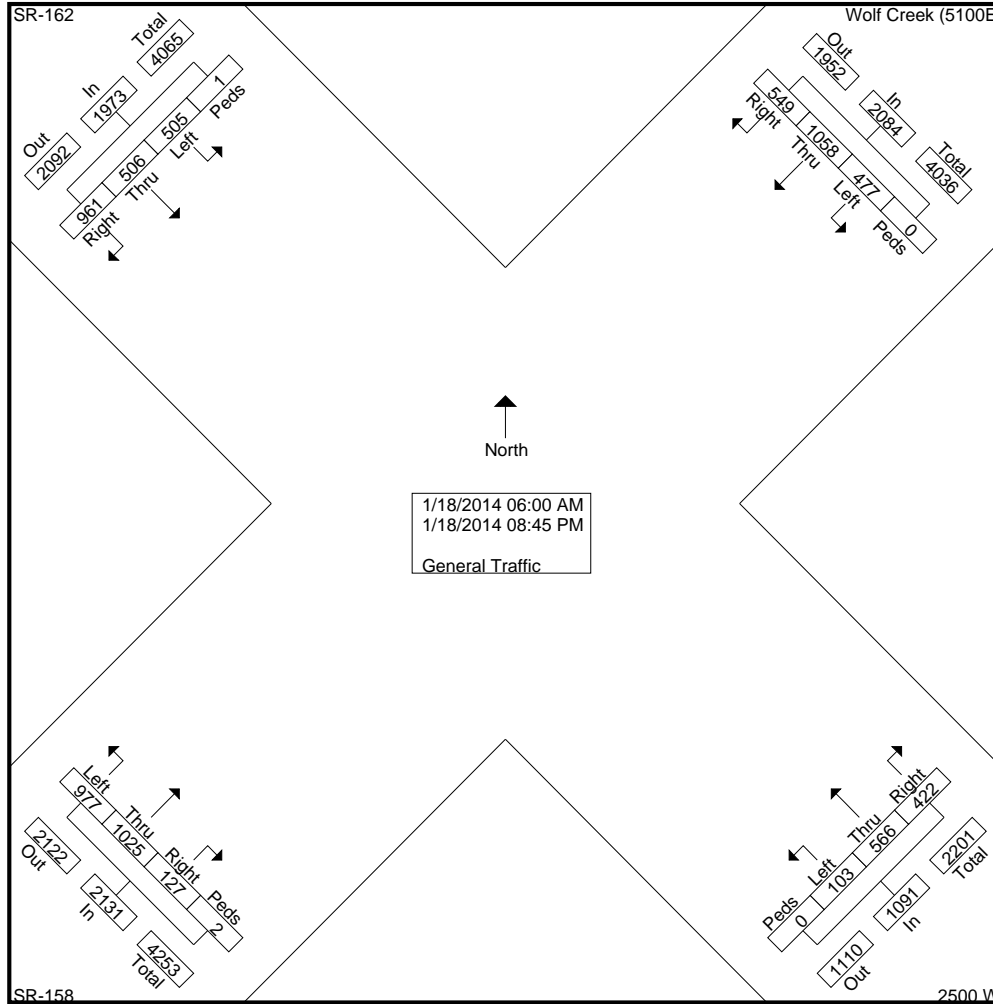 SR-162
Wolf Creek (5100E
Out
In
Total
2092
1973
4065
961
506
505
1
Right
Thru
Left
Peds
Out
In
Total
1952
2084
4036
549
1058
477
0
Right
Thru
Left
Peds
North
1/18/2014 06:00 AM
1/18/2014 08:45 PM
General Traffic
Left
Thru
Right
Peds
977
1025
127
2
2122
2131
4253
Out
In
Total
Peds
Left
Thru
Right
0
103
566
422
1110
1091
2201
Out
In
Total
SR-158
2500 W